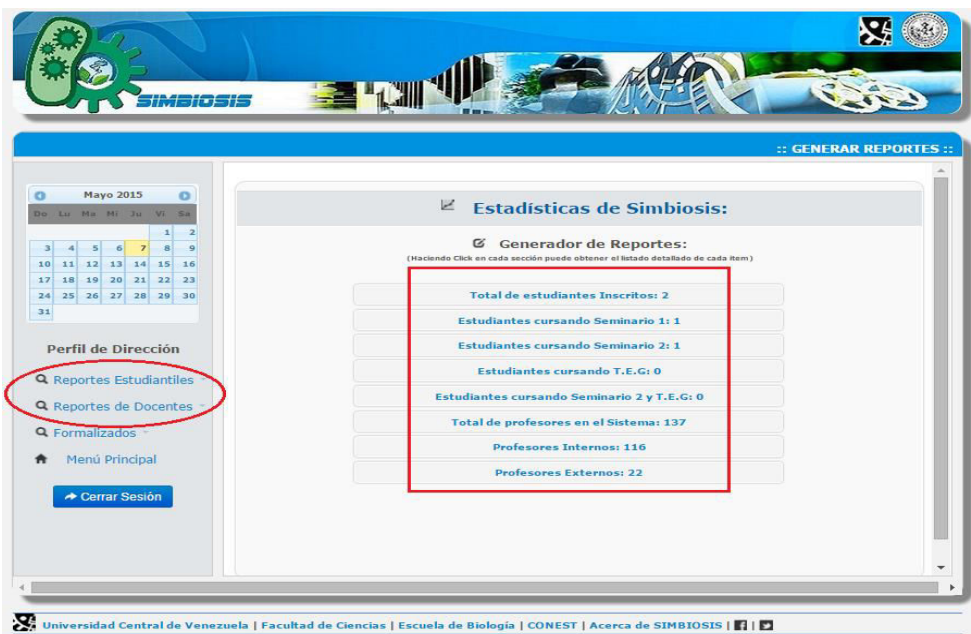 SIMBIOSIS
:: GENERAR REPORTES ::
Mayo 2015
Do Lu Ma Mi Ju Vi Sa
1 2
3 4 5 6 7 8 9
10 11 12 13 14 15 16
17 18 19 20 21 22 23
24 25 26 27 28 29 30
31
Perfil de Dirección
Reportes Estudiantiles
Reportes de Docentes
Formalizados
Menú Principal
Cerrar Sesión
Estadísticas de Simbiosis:
Generador de Reportes:
(Haciendo Click en cada sección puede obtener el listado detallado de cada item)
Total de estudiantes Inscritos: 2
Estudiantes cursando Seminario 1: 1
Estudiantes cursando Seminario 2: 1
Estudiantes cursando T.E.G: 0
Estudiantes cursando Seminario 2 y T.E.G: 0
Total de profesores en el Sistema: 137
Profesores Internos: 116
Profesores Externos: 22
Universidad Central de Venezuela | Facultad de Ciencias | Escuela de Biología | CONEST | Acerca de SIMBIOSIS | |